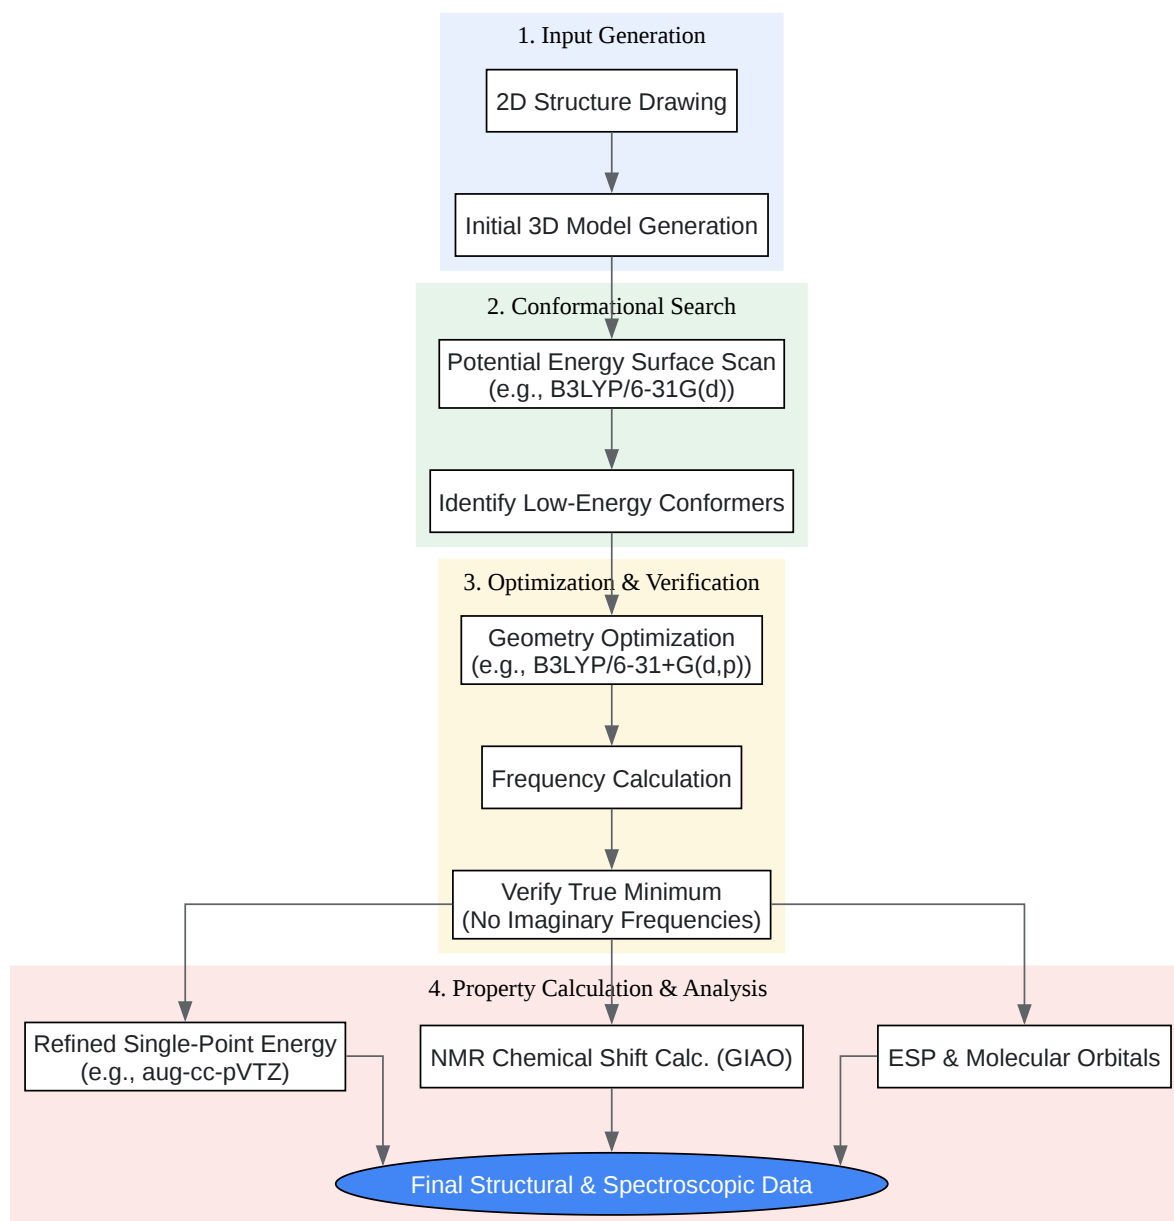 1. Input Generation
2D Structure Drawing
Initial 3D Model Generation
2. Conformational Search
Potential Energy Surface Scan
(e.g., B3LYP/6-31G(d))
Identify Low-Energy Conformers
3. Optimization & Verification
Geometry Optimization
(e.g., B3LYP/6-31+G(d,p))
Frequency Calculation
Verify True Minimum
(No Imaginary Frequencies)
4. Property Calculation & Analysis
Refined Single-Point Energy
(e.g., aug-cc-pVTZ)
NMR Chemical Shift Calc. (GIAO)
ESP & Molecular Orbitals
Final Structural & Spectroscopic Data